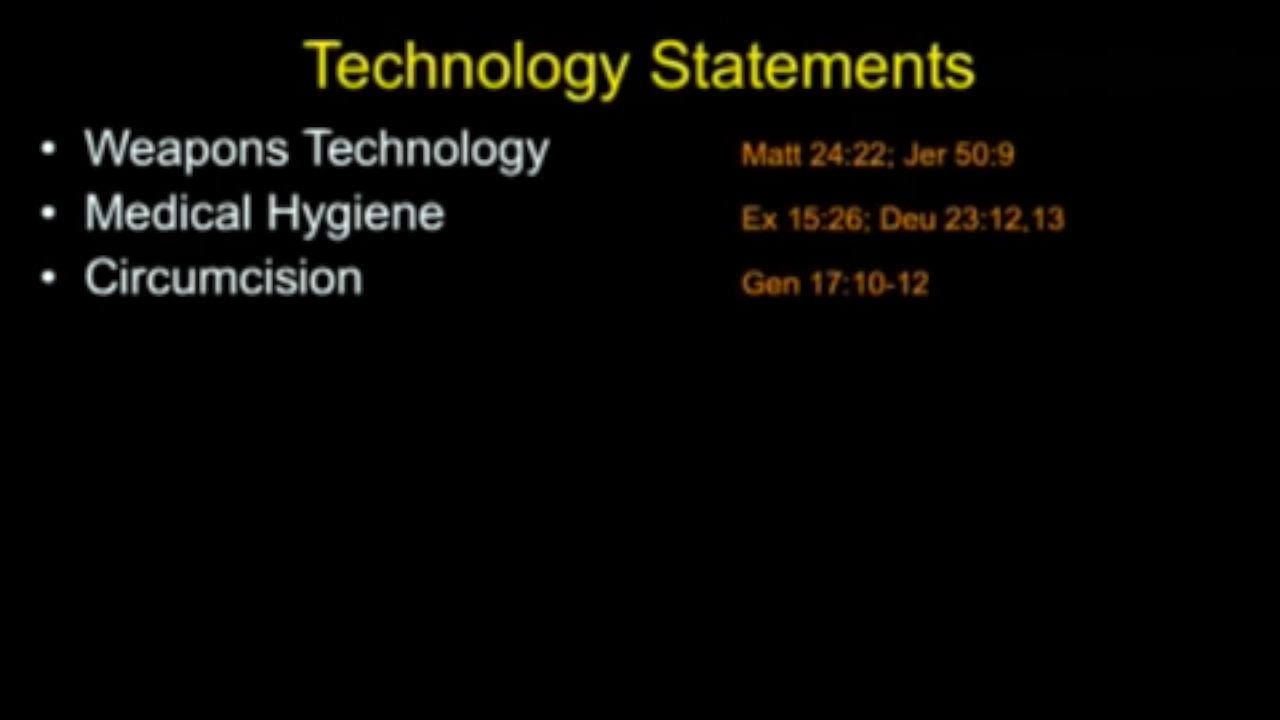 Technology Statements
• Weapons Technology Matt 24:22; Jer 50:9
• Medical Hygiene Ex 15:26; Deu 23:12,13
• Circumcision Gen 17:10-12